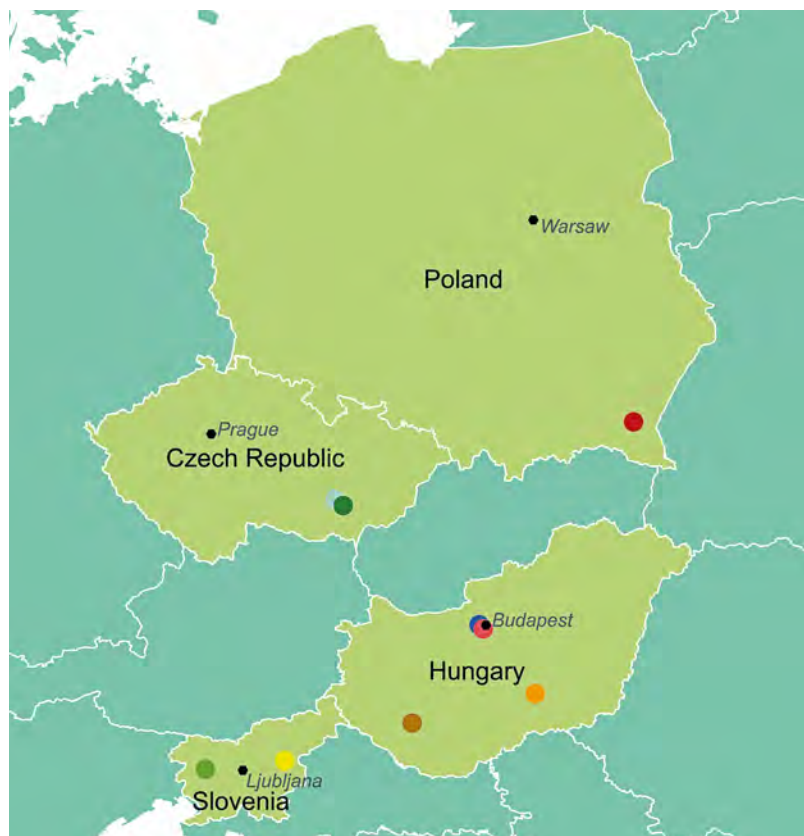 Warsaw
Poland
Prague
Czech Republic
Budapest
Hungary
Ljubljana
Slovenia